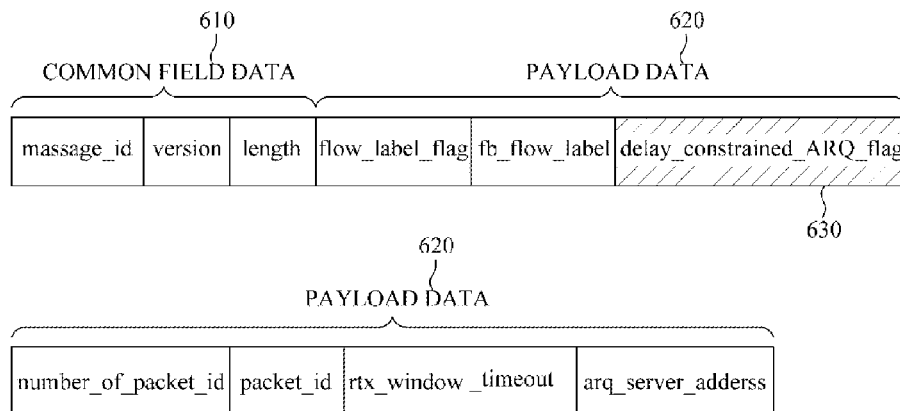 610
620
COMMON FIELD DATA
PAYLOAD DATA
massage_id version length flow_label_flag fb_flow_label delay_constrained_ARQ_flag
630
620
PAYLOAD DATA
number_of_packet_id packet_id rtx_window_timeout arq_server_adderss